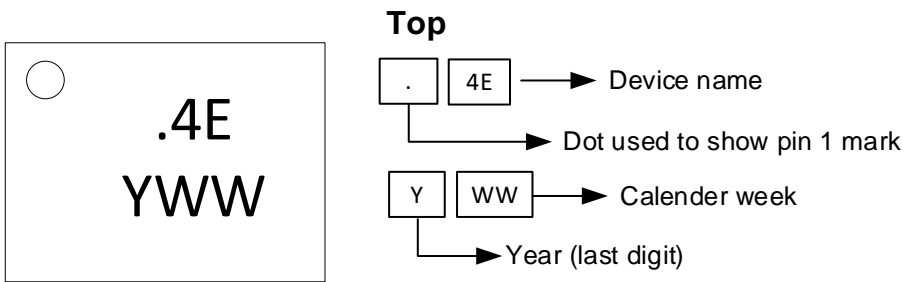 Top
.4E
YWW
. 4E Device name
Dot used to show pin 1 mark
Y WW Calender week
Year (last digit)